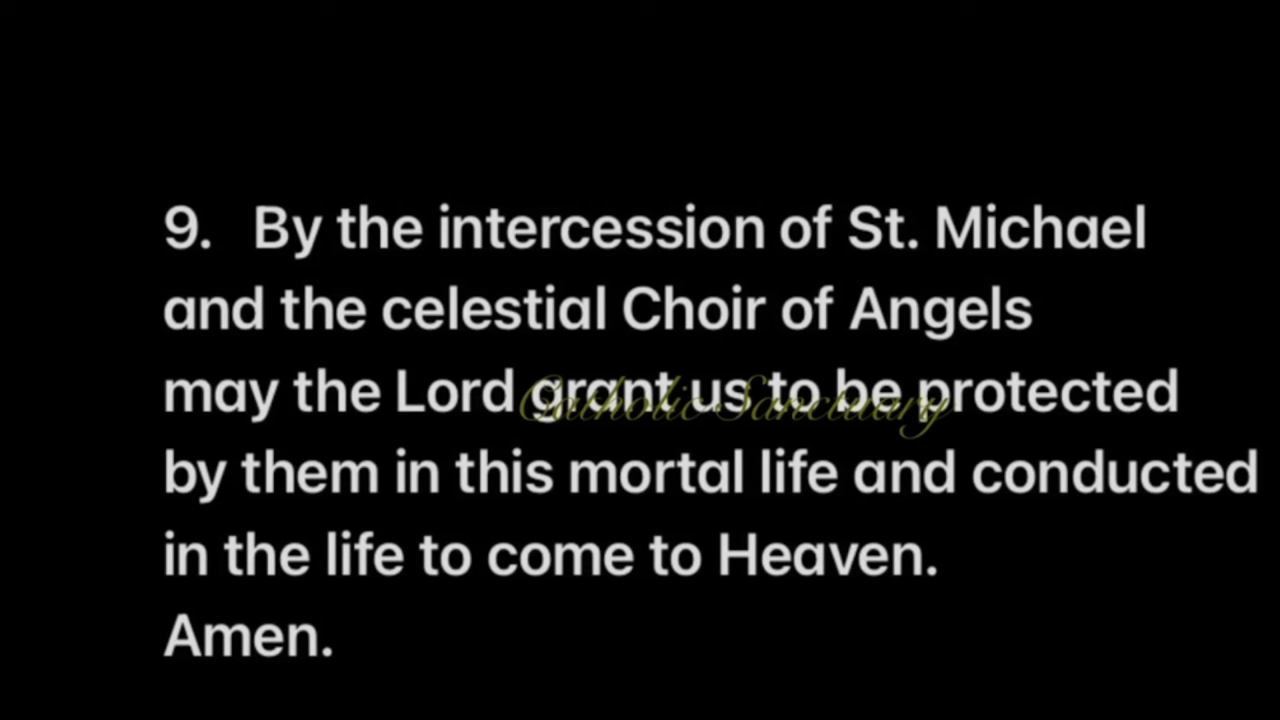 9. By the intercession of St. Michael
and the celestial Choir of Angels
may the Lord grant us to be protected
Catholic Sanctuary
by them in this mortal life and conducted
in the life to come to Heaven.
Amen.